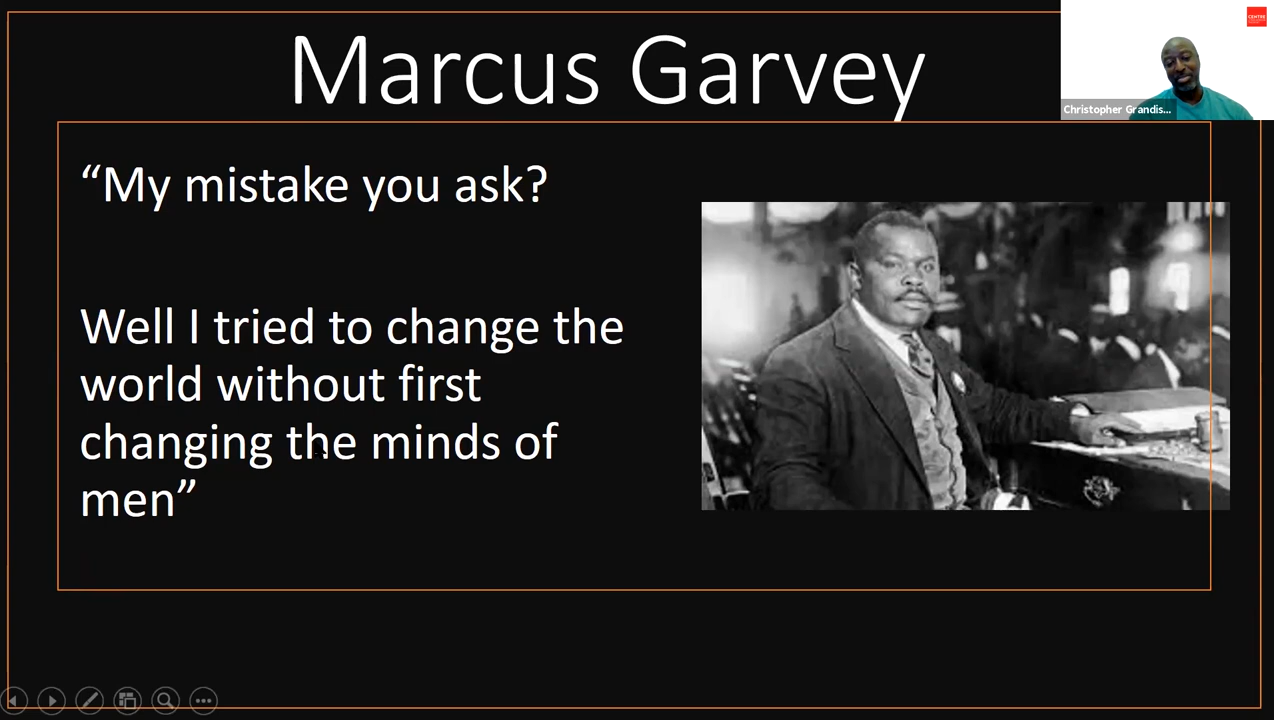 Marcus Garvey
“My mistake you ask?
Well I tried to change the
world without first
changing the minds of
men”
CENTRE
Christopher Grandis...